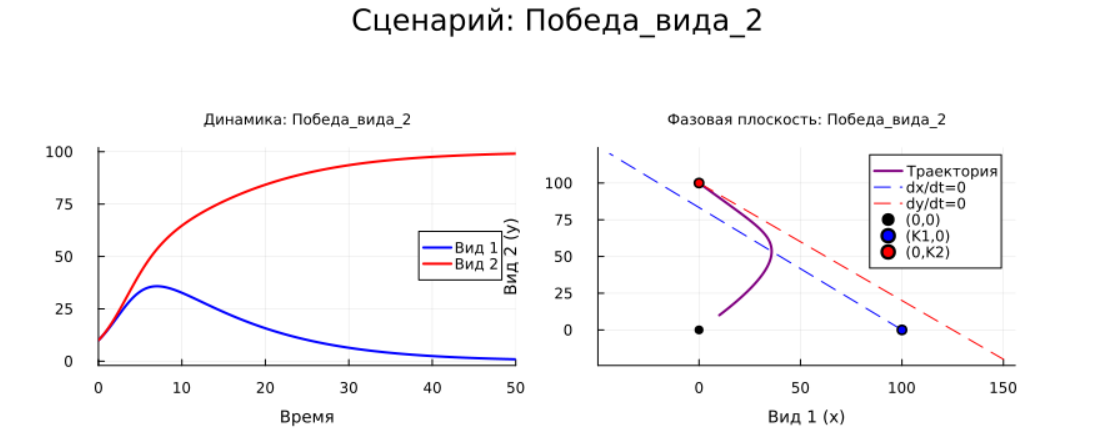 Сценарий: Победа_вида_2
Динамика: Победа_вида_2
100
75
50
25
0
0 10 20 30 40 50
Время
Вид 1
Вид 2
Фазовая плоскость: Победа_вида_2
Вид 2 (y)
100
75
50
25
0
0 50 100 150
Вид 1 (x)
Траектория
dx/dt=0
dy/dt=0
(0,0)
(K1,0)
(0,K2)